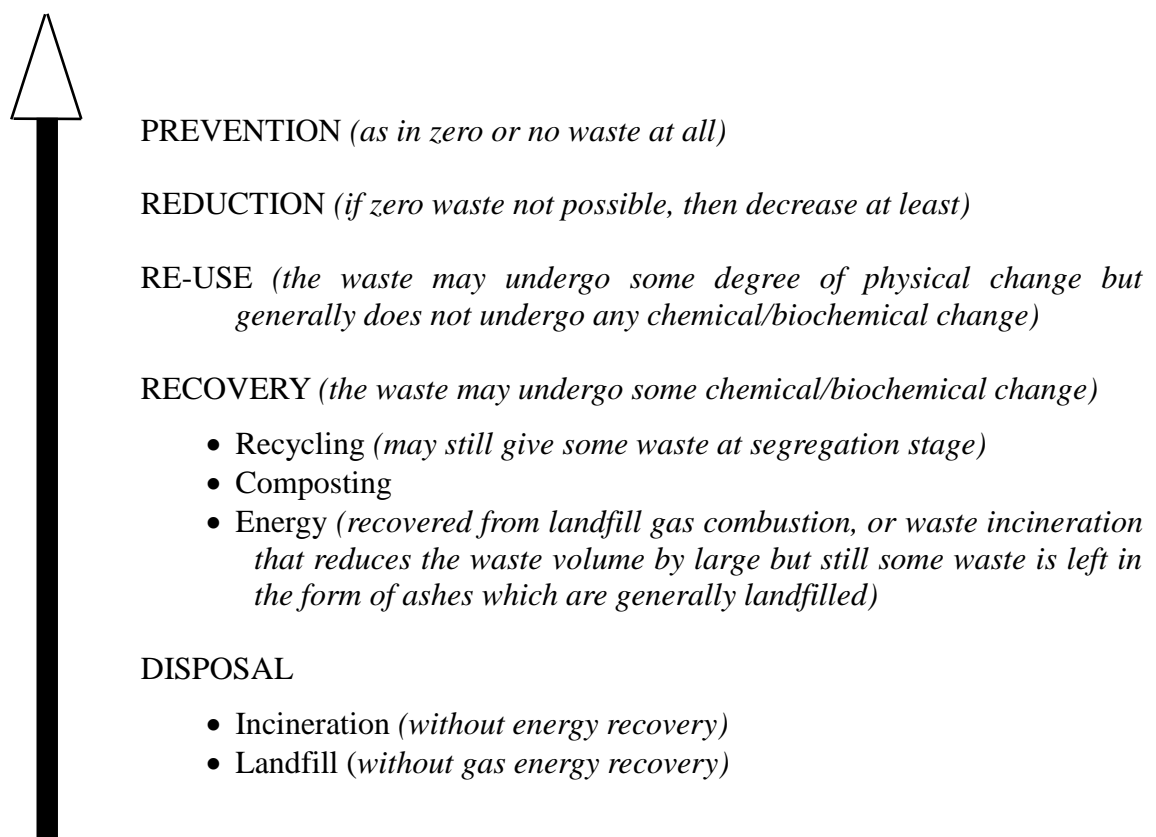 PREVENTION (as in zero or no waste at all)
REDUCTION (if zero waste not possible, then decrease at least)
RE-USE (the waste may undergo some degree of physical change but
generally does not undergo any chemical/biochemical change)
RECOVERY (the waste may undergo some chemical/biochemical change)
• Recycling (may still give some waste at segregation stage)
• Composting
• Energy (recovered from landfill gas combustion, or waste incineration
that reduces the waste volume by large but still some waste is left in
the form of ashes which are generally landfilled)
DISPOSAL
• Incineration (without energy recovery)
• Landfill (without gas energy recovery)